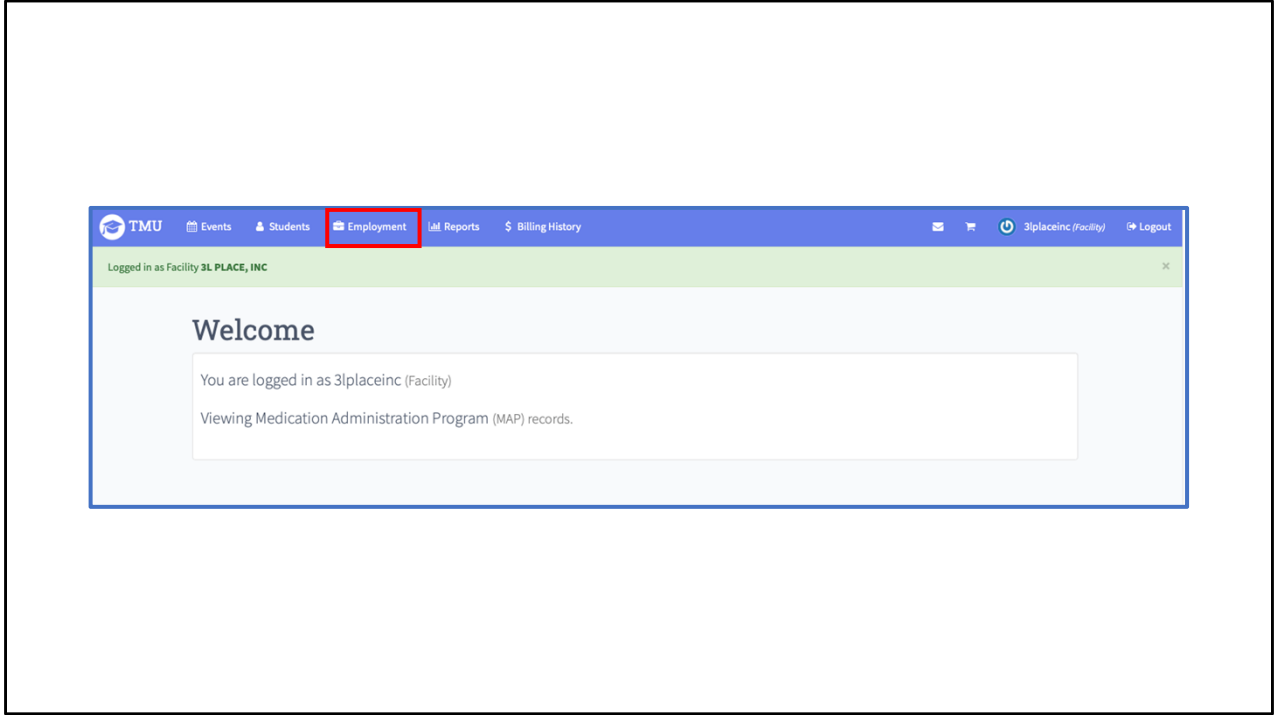 TMU Events Students Employment Reports $ Billing History 3lplaceinc (Facility) Logout
Logged in as Facility 3L PLACE, INC ×
Welcome
You are logged in as 3lplaceinc (Facility)
Viewing Medication Administration Program (MAP) records.